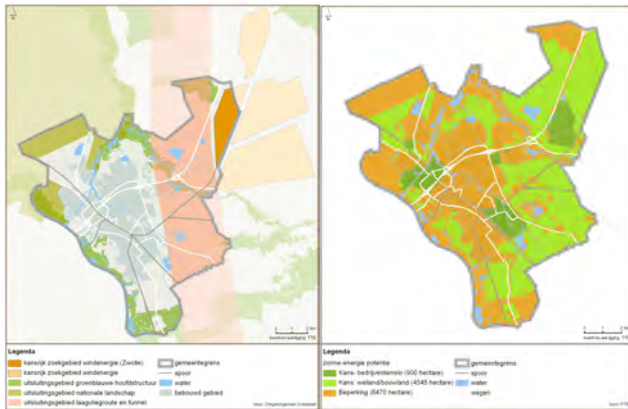 Legenda
kansrijk zoekgebied windenergie (Zwolle)
kansrijk zoekgebied windenergie
uitsluitingsgebied groenblauwe hoofdstructuur
uitsluitingsgebied nationale landschap
uitsluitingsgebied laagvliegroute en funnel
gemeentegrens
spoor
water
bebouwd gebied
Legenda
zonne-energie potentie
Kans- bedrijventerrein (900 hectare)
Kans weiland/bouwland (4545 hectare)
Beperking (6470 hectare)
gemeentegrens
spoor
water
wegen